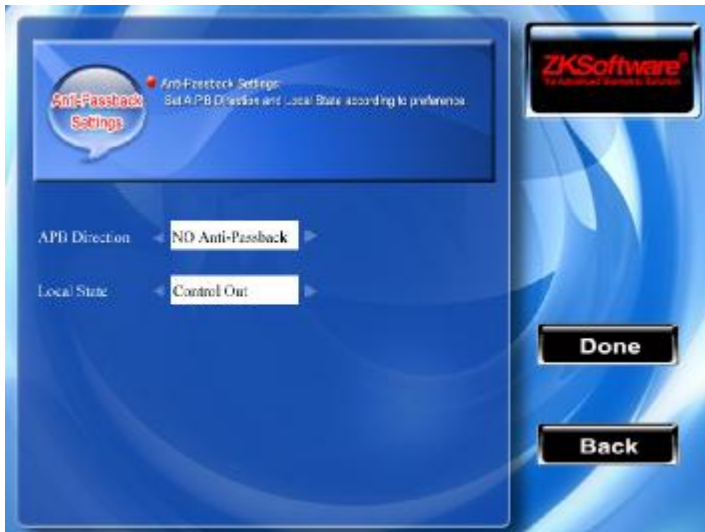 Anti-Passback Settings:
Set APB Direction and Local State according to preference
Anti-Passback
Settings
APB Direction
NO Anti-Passback
Local State
Control Out
ZKSoftware®
Done
Back